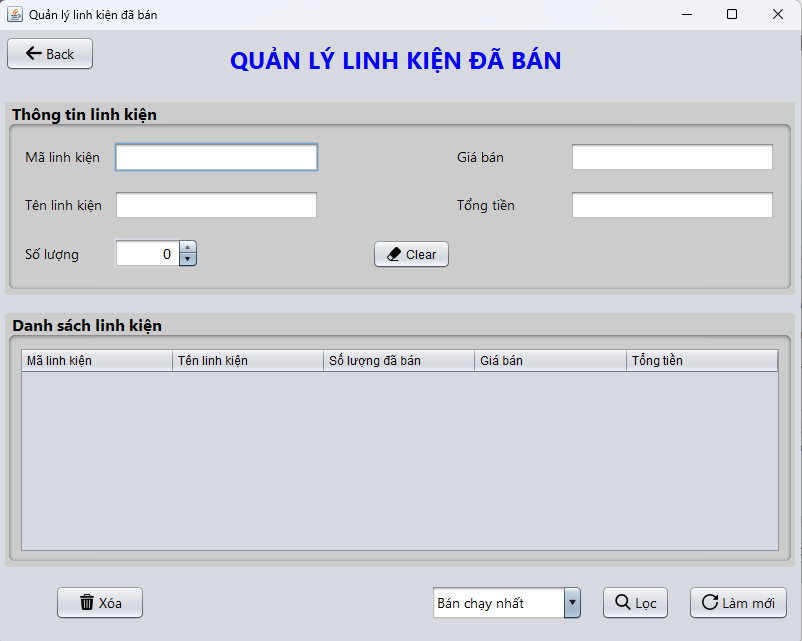 Quản lý linh kiện đã bán
Back
QUẢN LÝ LINH KIỆN ĐÃ BÁN
Thông tin linh kiện
Mã linh kiện
Giá bán
Tên linh kiện
Tổng tiền
Số lượng
0
Clear
Danh sách linh kiện
Mã linh kiện Tên linh kiện Số lượng đã bán Giá bán Tổng tiền
Xóa
Bán chạy nhất
Lọc
Làm mới